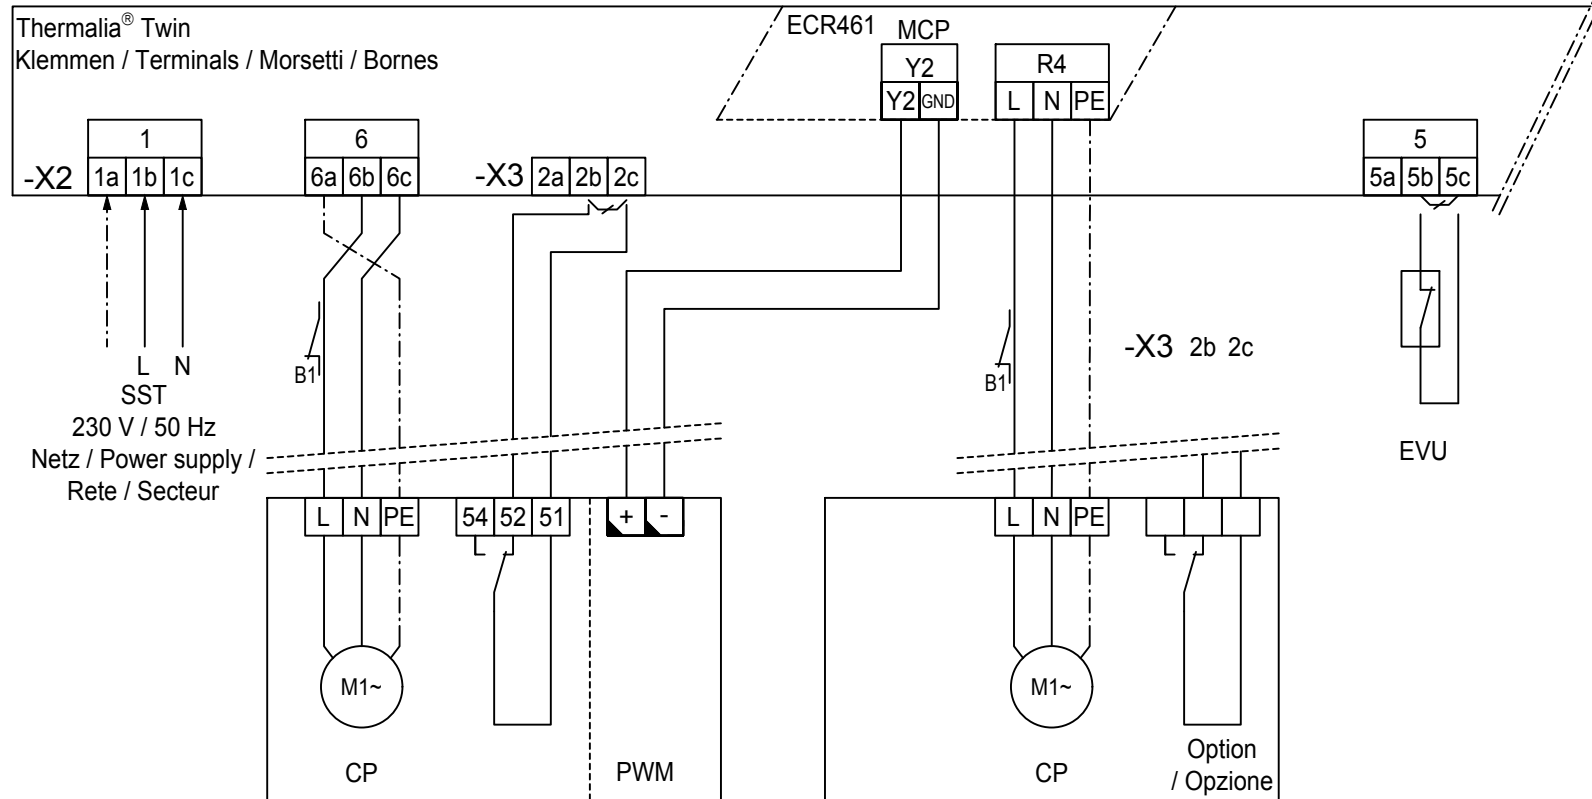 Thermalia® Twin
Klemmen / Terminals / Morsetti / Bornes
ECR461 MCP
Y2
Y2 GND
R4
L N PE
-X2
1
1a 1b 1c
6
6a 6b 6c
-X3 2a 2b 2c
5
5a 5b 5c
L N
SST
230 V / 50 Hz
Netz / Power supply /
Rete / Secteur
B1
B1
-X3 2b 2c
EVU
L N PE
54 52 51
+ -
L N PE
M1~
CP
PWM
M1~
CP
Option
/ Opzione